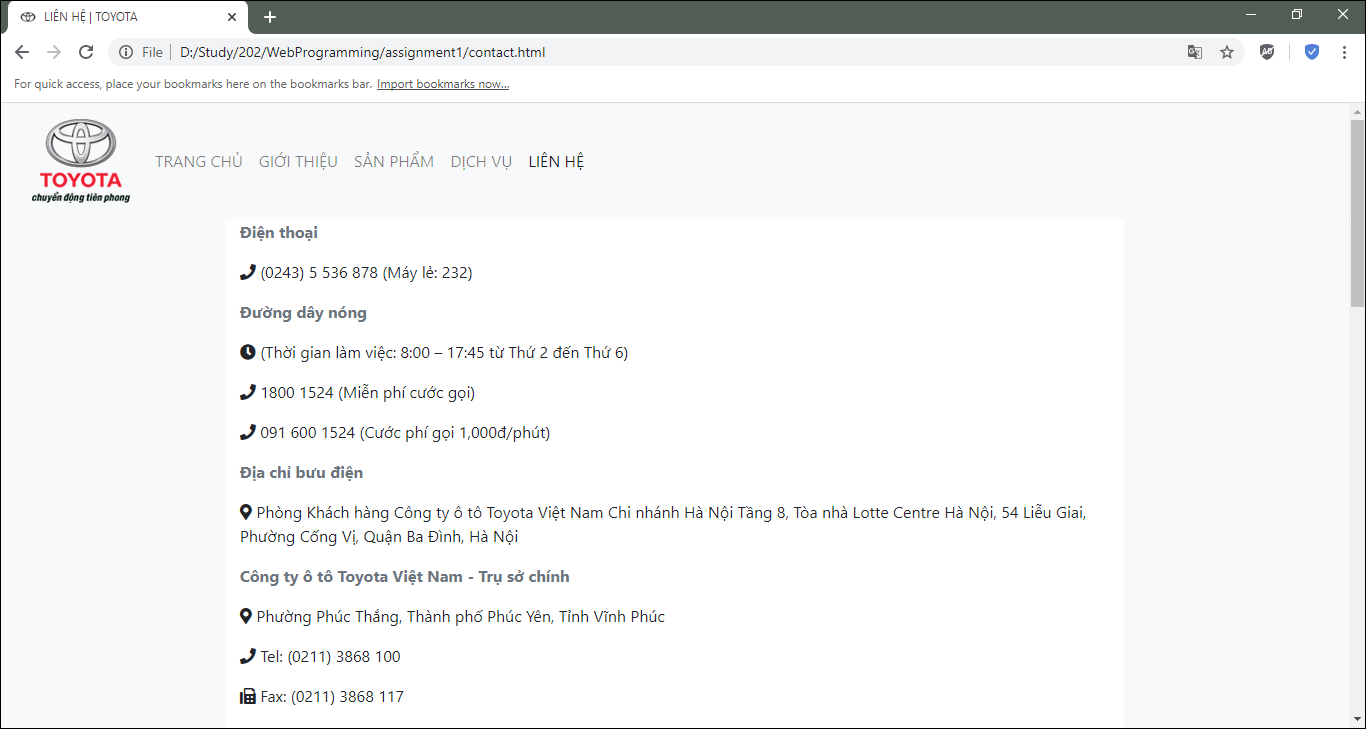 LIÊN HỆ | TOYOTA
File | D:/Study/202/WebProgramming/assignment1/contact.html
For quick access, place your bookmarks here on the bookmarks bar. Import bookmarks now...
TOYOTA
chuyển động tiên phong
TRANG CHỦ GIỚI THIỆU SẢN PHẨM DỊCH VỤ LIÊN HỆ
Điện thoại
(0243) 5 536 878 (Máy lẻ: 232)
Đường dây nóng
(Thời gian làm việc: 8:00 – 17:45 từ Thứ 2 đến Thứ 6)
1800 1524 (Miễn phí cước gọi)
091 600 1524 (Cước phí gọi 1,000đ/phút)
Địa chỉ bưu điện
Phòng Khách hàng Công ty ô tô Toyota Việt Nam Chi nhánh Hà Nội Tầng 8, Tòa nhà Lotte Centre Hà Nội, 54 Liễu Giai,
Phường Cống Vị, Quận Ba Đình, Hà Nội
Công ty ô tô Toyota Việt Nam - Trụ sở chính
Phường Phúc Thắng, Thành phố Phúc Yên, Tỉnh Vĩnh Phúc
Tel: (0211) 3868 100
Fax: (0211) 3868 117